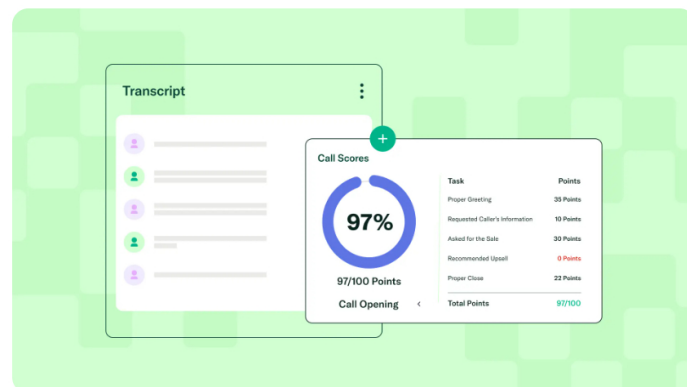 Transcript
+
Call Scores
97%
97/100 Points
Call Opening <
Task Points
Proper Greeting 35 Points
Requested Caller's Information 10 Points
Asked for the Sale 30 Points
Recommended Upsell 0 Points
Proper Close 22 Points
Total Points 97/100